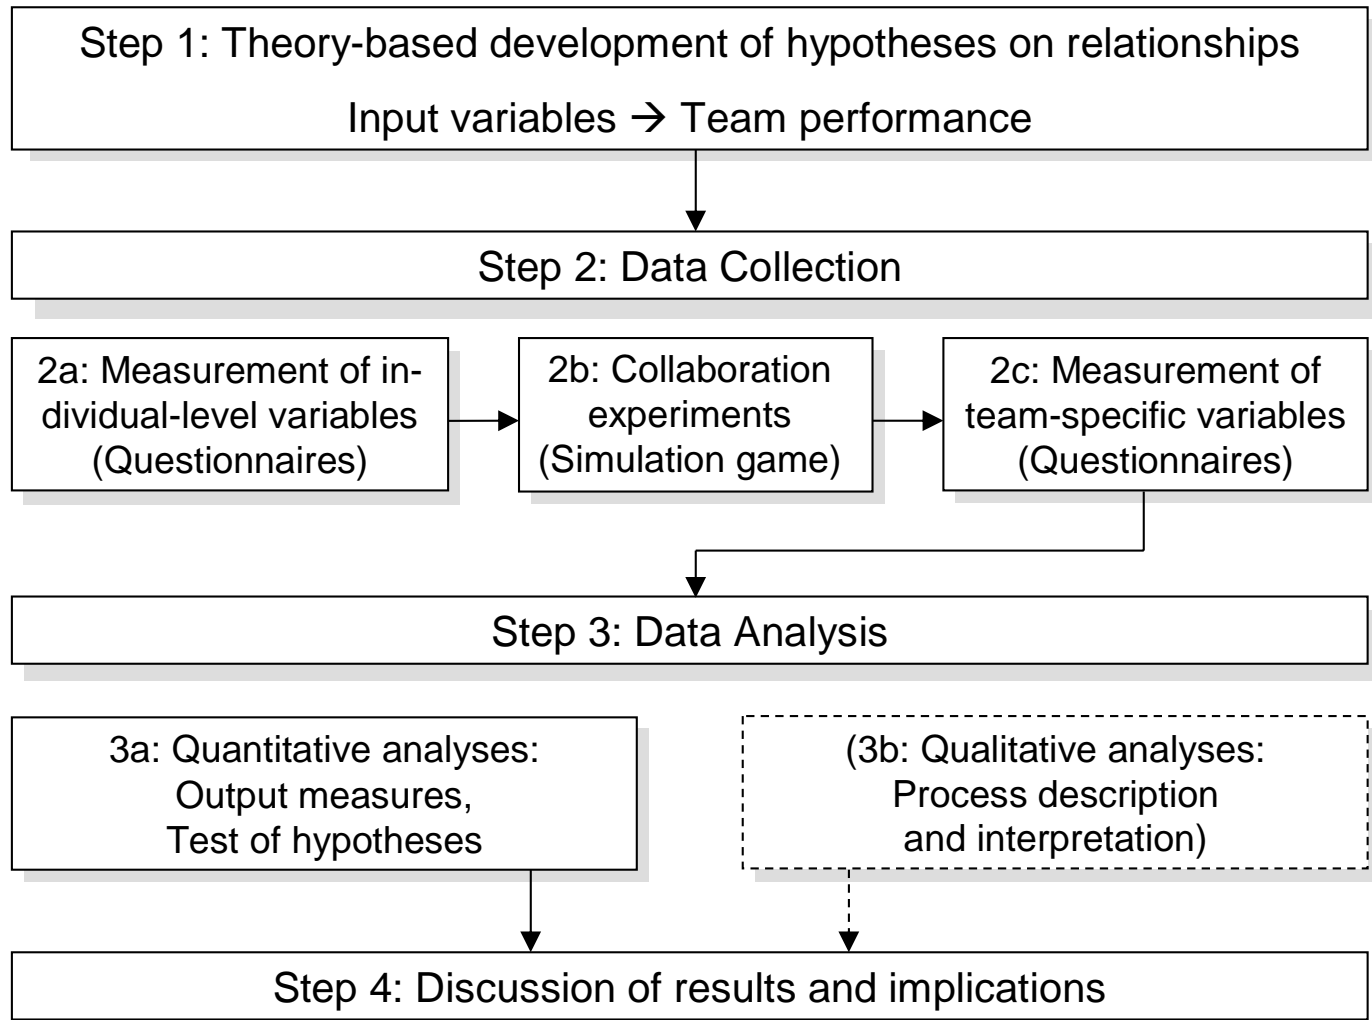 Step 1: Theory-based development of hypotheses on relationships
Input variables → Team performance
Step 2: Data Collection
2a: Measurement of in-
dividual-level variables
(Questionnaires)
2b: Collaboration
experiments
(Simulation game)
2c: Measurement of
team-specific variables
(Questionnaires)
Step 3: Data Analysis
3a: Quantitative analyses:
Output measures,
Test of hypotheses
(3b: Qualitative analyses:
Process description
and interpretation)
Step 4: Discussion of results and implications